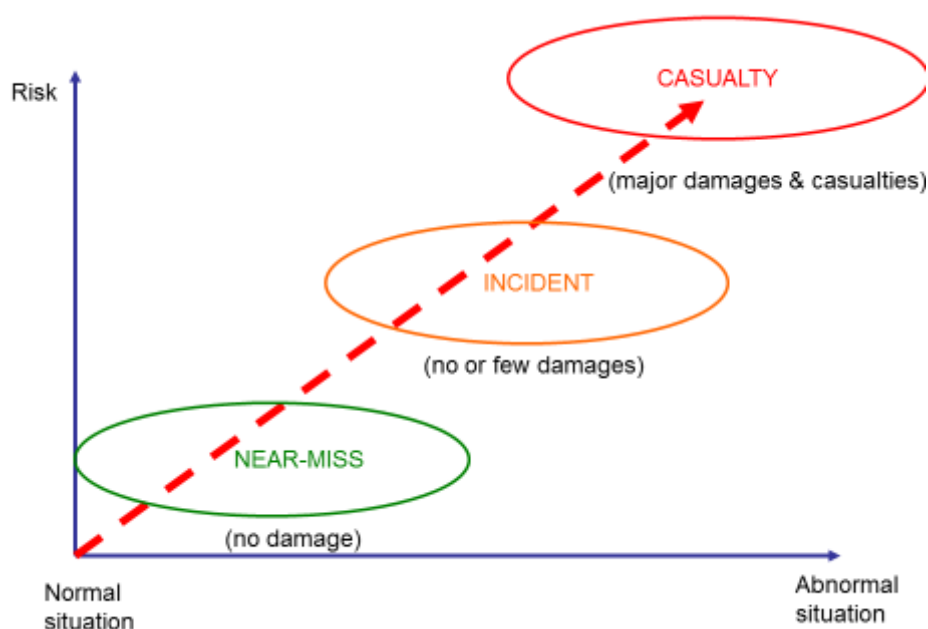 CASUALTY
Risk
(major damages & casualties)
INCIDENT
(no or few damages)
NEAR-MISS
(no damage)
Normal
situation
Abnormal
situation